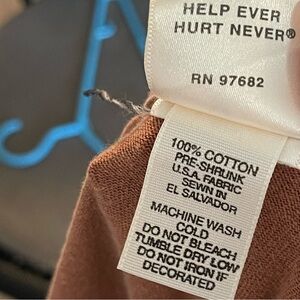 HELP EVER
HURT NEVER®
RN 97682
100% COTTON
PRE-SHRUNK
U.S.A. FABRIC
SEWN IN
EL SALVADOR
MACHINE WASH
COLD
DO NOT BLEACH
TUMBLE DRY LOW
DO NOT IRON IF
DECORATED